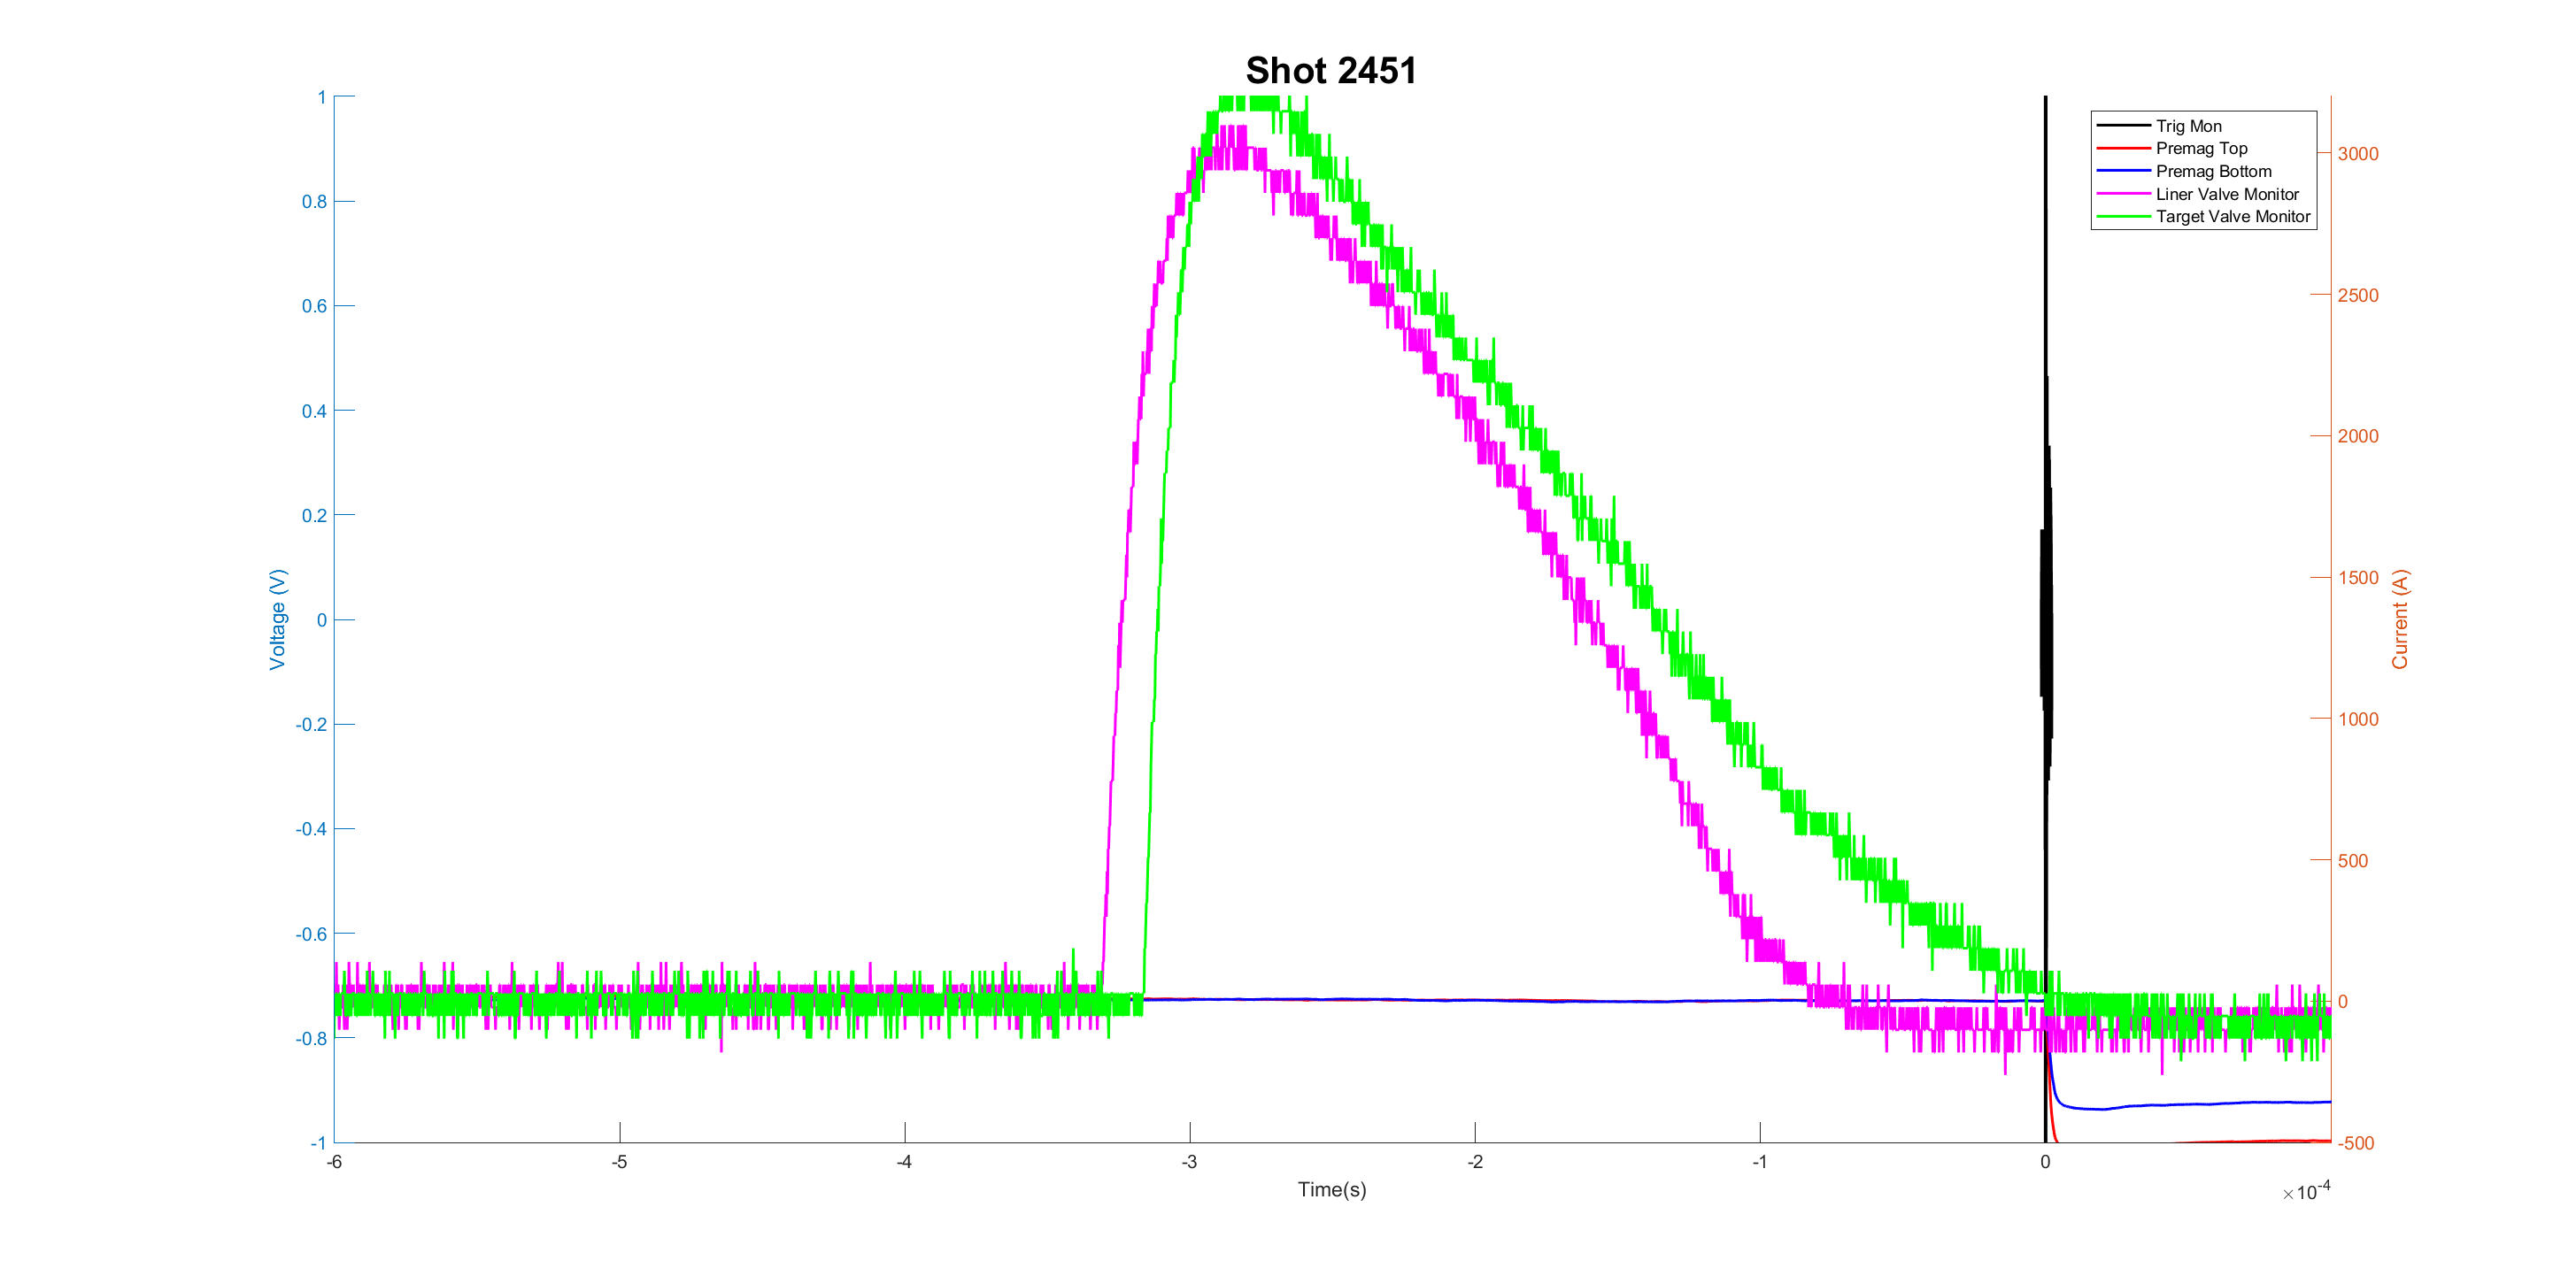 Shot 2451
1
0.8
0.6
0.4
0.2
0
-0.2
-0.4
-0.6
-0.8
-1
Voltage (V)
Trig Mon
Premag Top
Premag Bottom
Liner Valve Monitor
Target Valve Monitor
3000
2500
2000
1500
1000
500
0
-500
Current (A)
-6 -5 -4 -3 -2 -1 0
×10-4
Time(s)